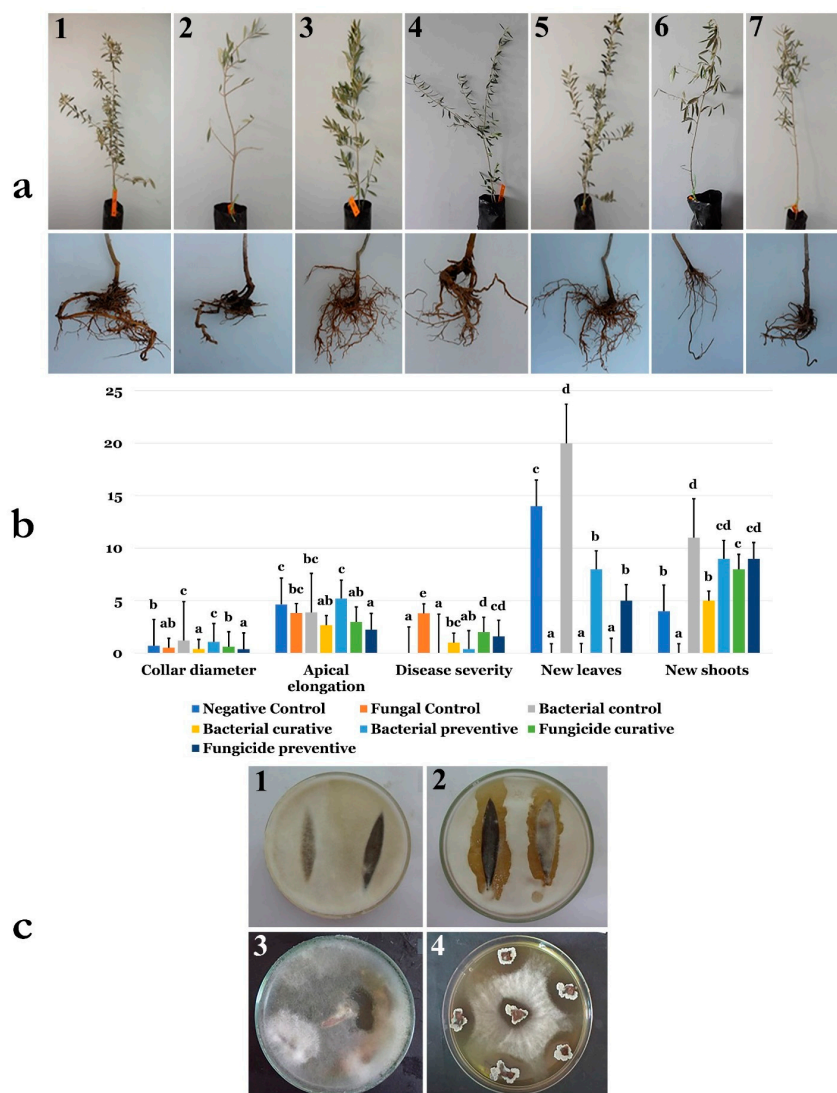 1 2 3 4 5 6 7
a
25
20
15
10
5
0
b
b ab c a c b a
c bc bc ab c ab a
a e a bc ab d cd
c a d a b a b
c a d b cd c cd
Collar diameter Apical elongation Disease severity New leaves New shoots
Negative Control Fungal Control Bacterial control
Bacterial curative Bacterial preventive Fungicide curative
Fungicide preventive
1 2
c
3 4